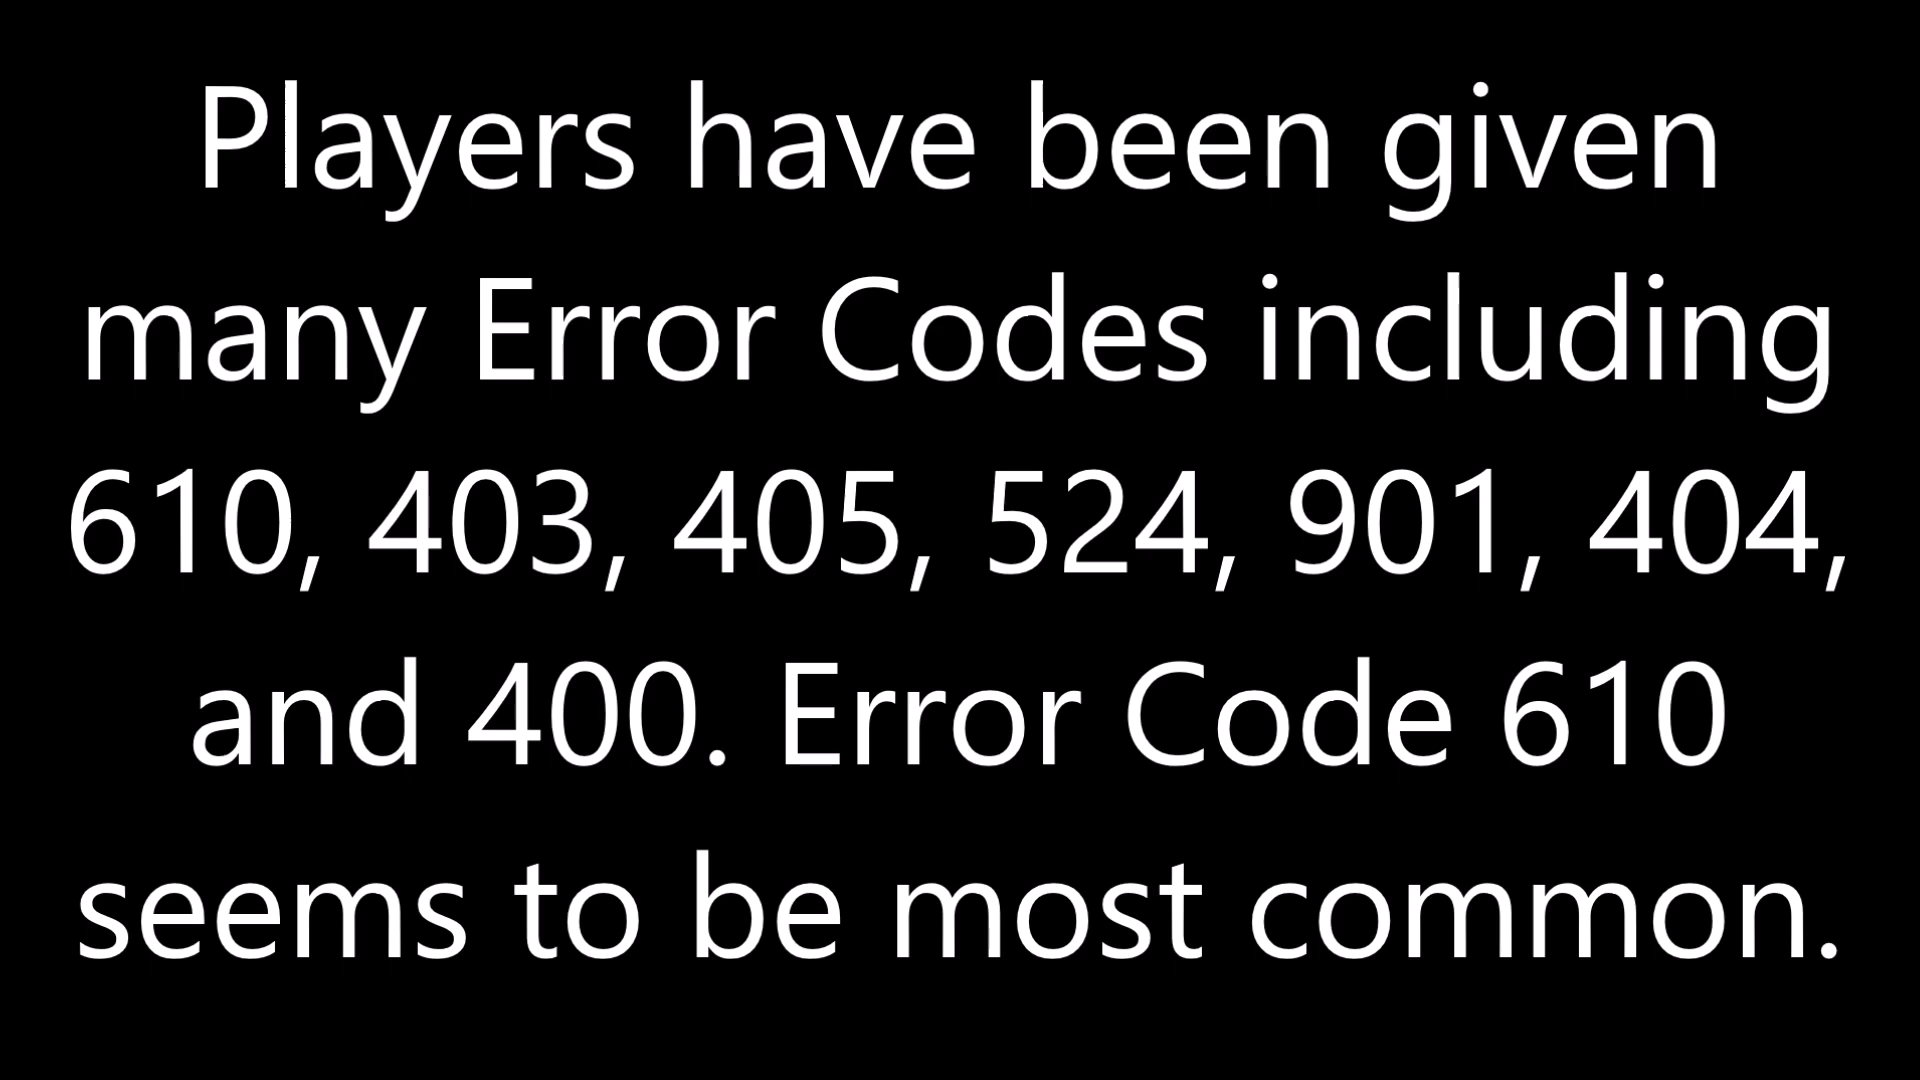 Players have been given
many Error Codes including
610, 403, 405, 524, 901, 404,
and 400. Error Code 610
seems to be most common.